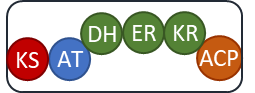 KS AT DH ER KR ACP